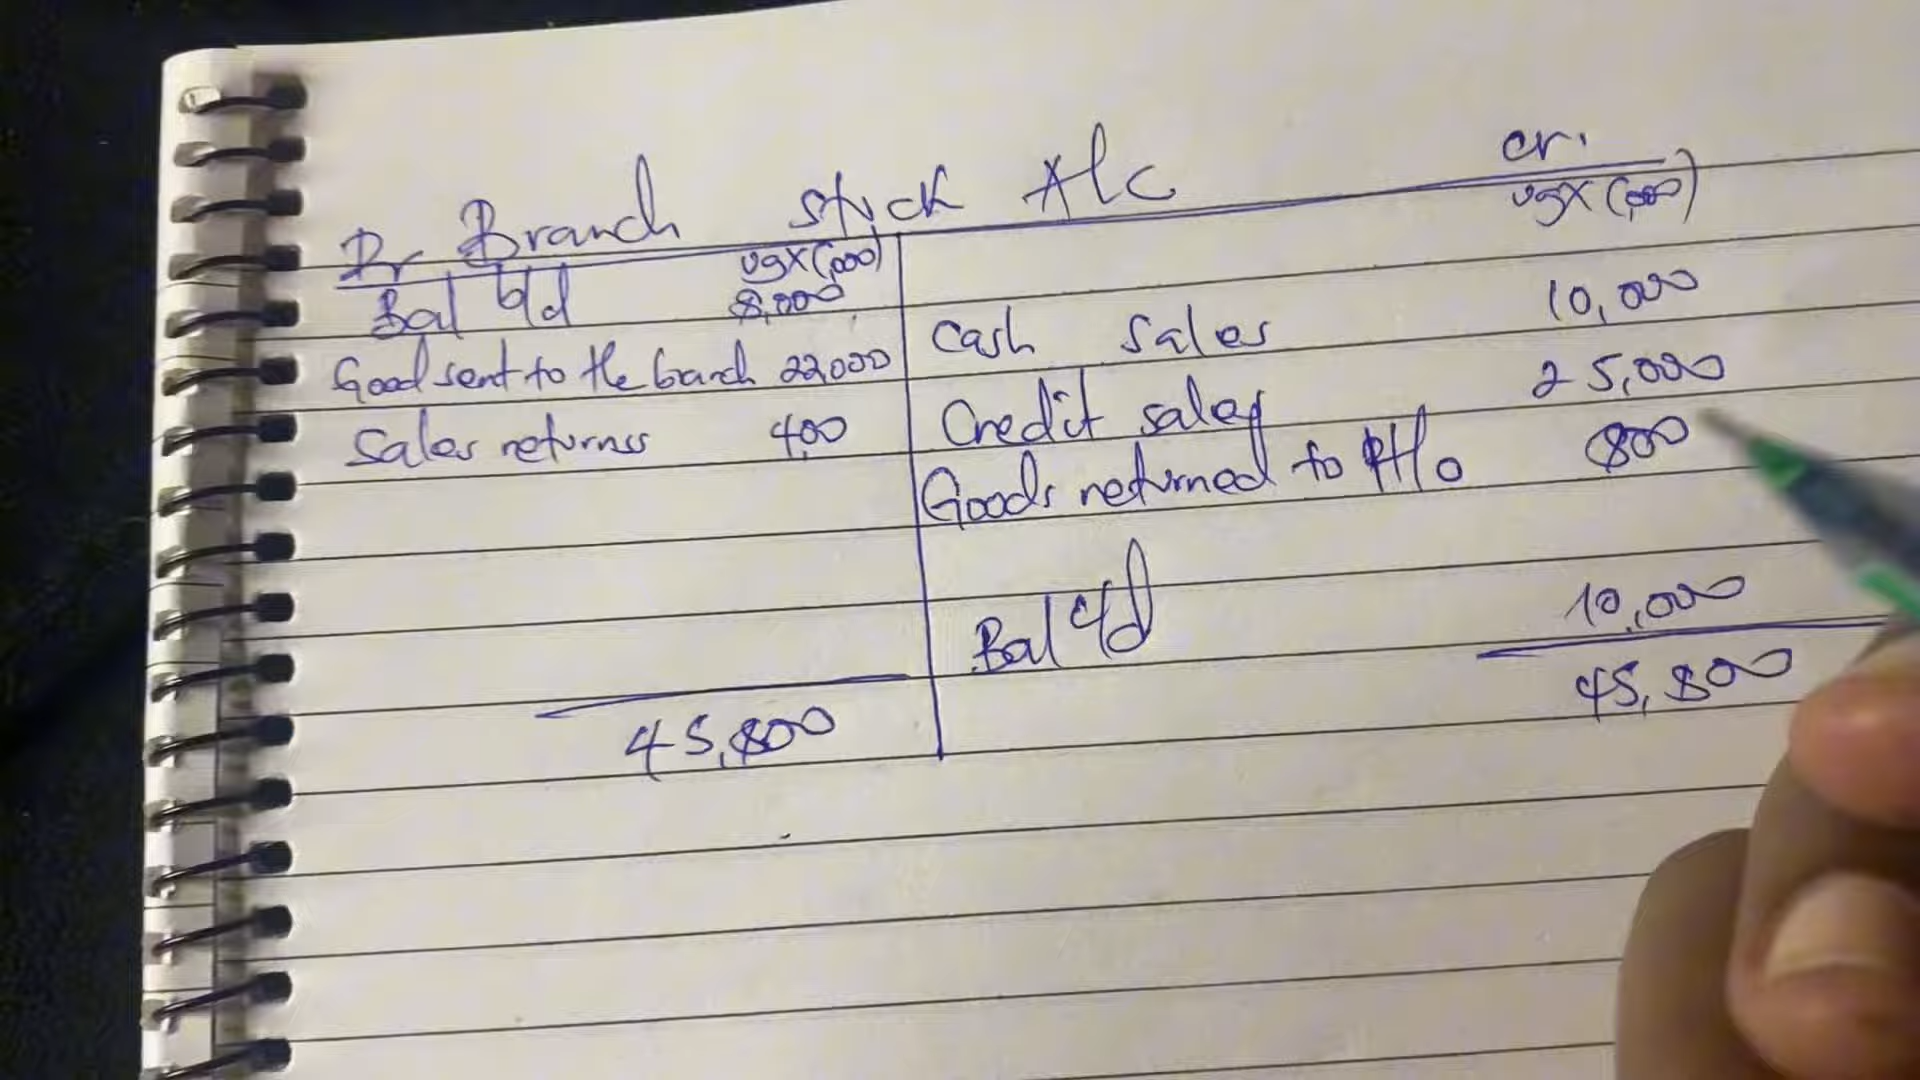 Dr Branch Stock A/c cr.
ugx(,000) ugx(,000)
Bal b/d 8,000
Cash Sales 10,000
Good sent to the barch 22,000
Credit sales 25,000
Sales returns 400
Goods returned to H/o 800
Bal c/d 10,000
45,800 45,800